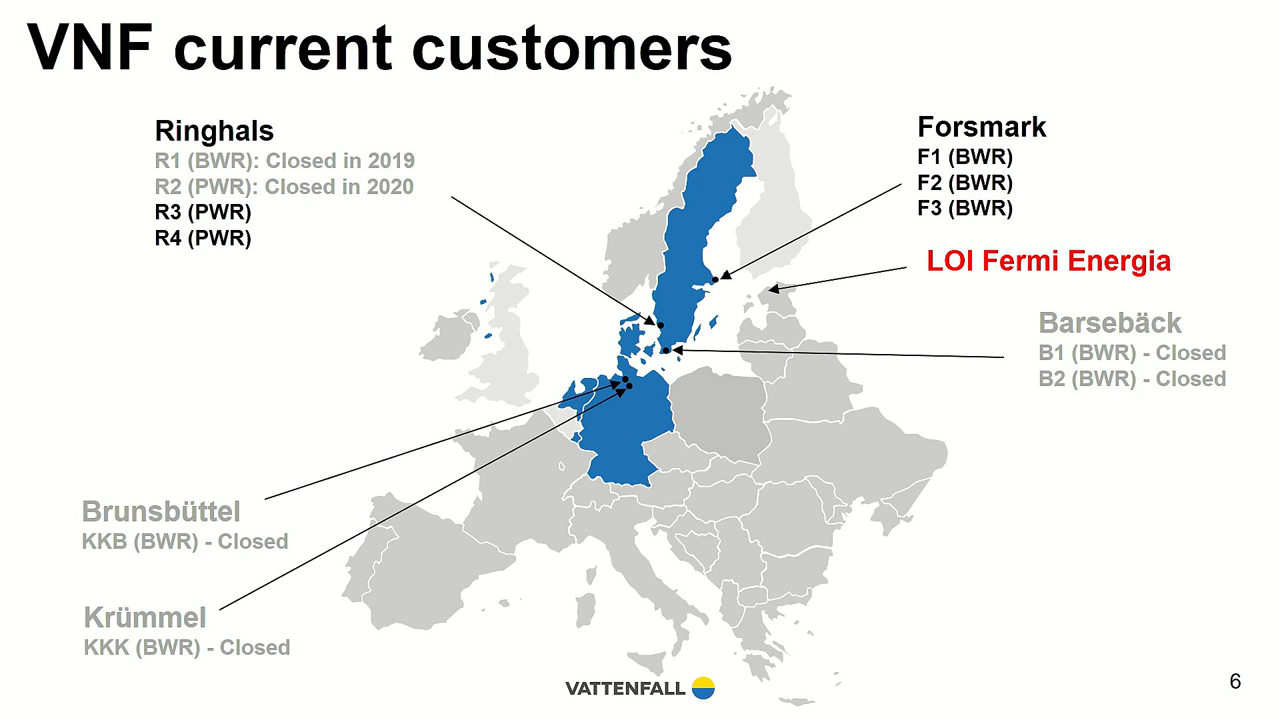 VNF current customers
Ringhals
R1 (BWR): Closed in 2019
R2 (PWR): Closed in 2020
R3 (PWR)
R4 (PWR)
Forsmark
F1 (BWR)
F2 (BWR)
F3 (BWR)
LOI Fermi Energia
Barsebäck
B1 (BWR) - Closed
B2 (BWR) - Closed
Brunsbüttel
KKB (BWR) - Closed
Krümmel
KKK (BWR) - Closed
VATTENFALL
6